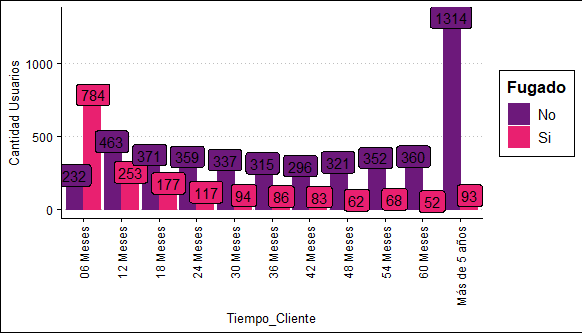 Cantidad Usuarios
1000
500
0
232
784
463
253
371
177
359
117
337
94
315
86
296
83
321
62
352
68
360
52
1314
93
06 Meses
12 Meses
18 Meses
24 Meses
30 Meses
36 Meses
42 Meses
48 Meses
54 Meses
60 Meses
Más de 5 años
Tiempo_Cliente
Fugado
No
Si